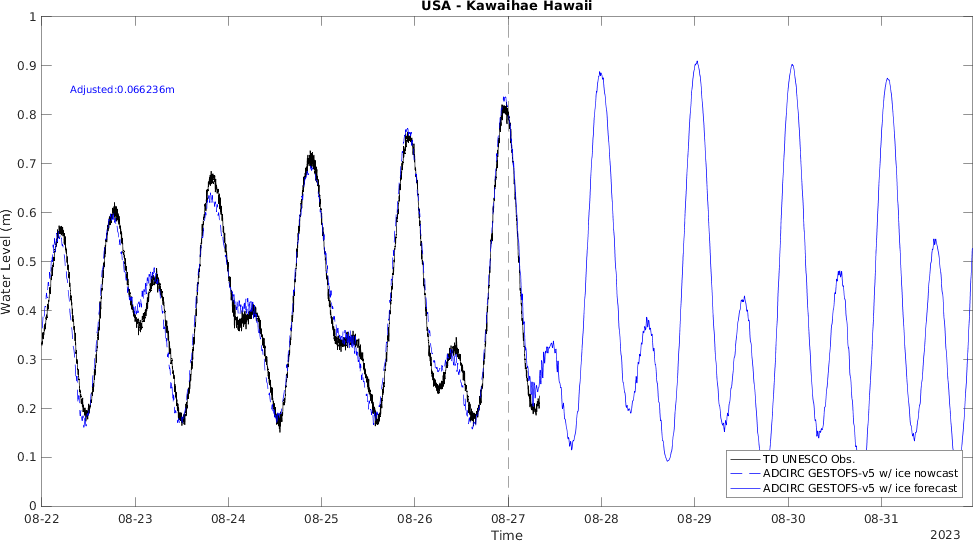 USA - Kawaihae Hawaii
1
0.9
Adjusted:0.066236m
0.8
0.7
0.6
0.5
0.4
0.3
0.2
0.1
0
Water Level (m)
TD UNESCO Obs.
ADCIRC GESTOFS-v5 w/ ice nowcast
ADCIRC GESTOFS-v5 w/ ice forecast
08-22 08-23 08-24 08-25 08-26 08-27 08-28 08-29 08-30 08-31
Time
2023